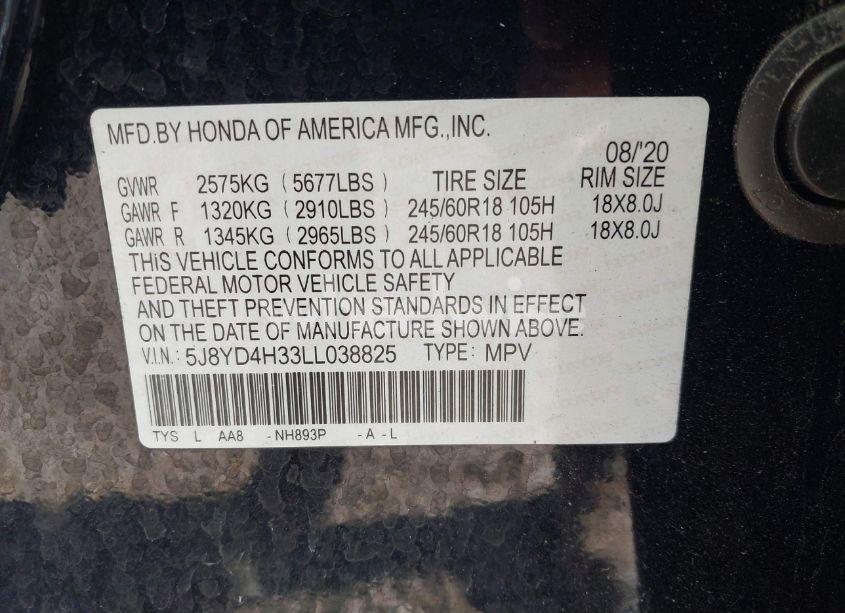 MFD.BY HONDA OF AMERICA MFG.,INC.
08/'20
GVWR 2575KG (5677LBS) TIRE SIZE RIM SIZE
GAWR F 1320KG (2910LBS) 245/60R18 105H 18X8.0J
GAWR R 1345KG (2965LBS) 245/60R18 105H 18X8.0J
THIS VEHICLE CONFORMS TO ALL APPLICABLE
FEDERAL MOTOR VEHICLE SAFETY
AND THEFT PREVENTION STANDARDS IN EFFECT
ON THE DATE OF MANUFACTURE SHOWN ABOVE.
V.I.N.: 5J8YD4H33LL038825 TYPE: MPV
TYS L AA8 -NH893P -A -L